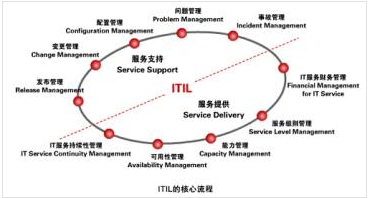 问题管理
Problem Management
事故管理
Incident Management
配置管理
Configuration Management
变更管理
Change Management
服务支持
Service Support
发布管理
Release Management
ITIL
IT服务财务管理
Financial Management
for IT Service
服务提供
Service Delivery
服务级别管理
Service Level Management
IT服务持续性管理
IT Service Continuity Management
可用性管理
Availability Management
能力管理
Capacity Management
ITIL的核心流程